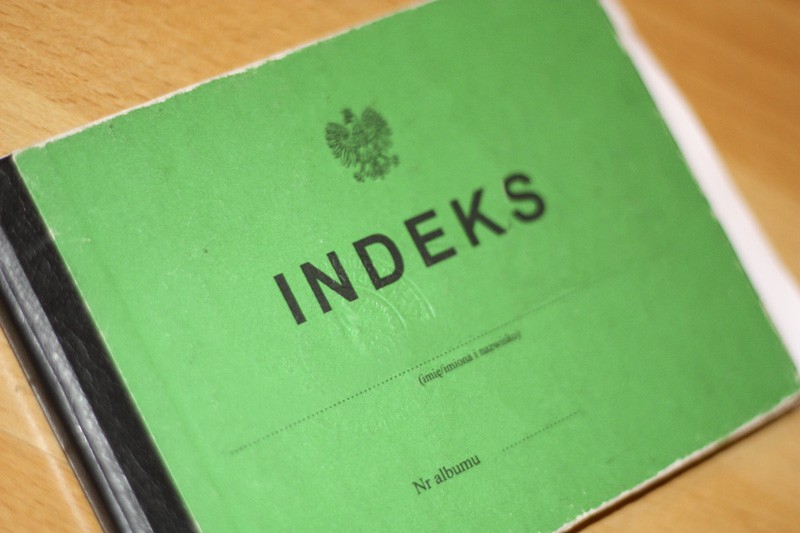 INDEKS
(imię/imiona i nazwisko)
Nr albumu